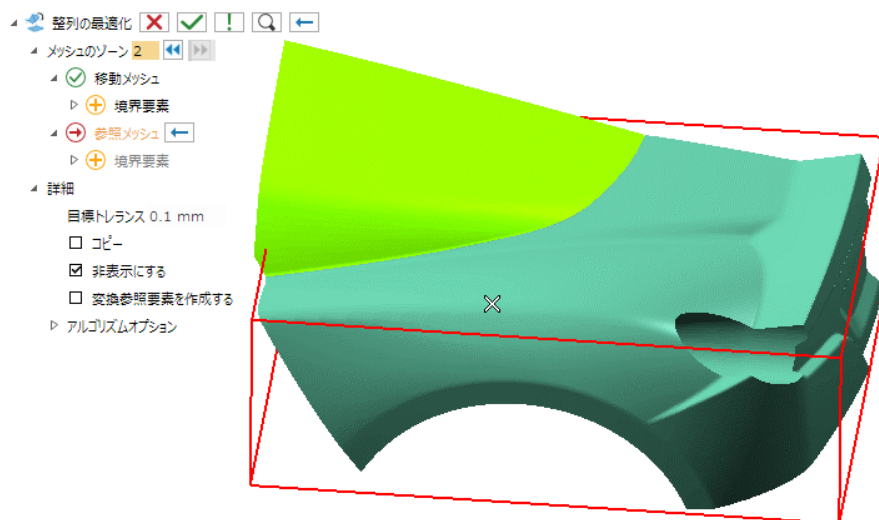 整列の最適化
メッシュのゾーン 2
移動メッシュ
境界要素
参照メッシュ
境界要素
詳細
目標トレランス 0.1 mm
コピー
非表示にする
変換参照要素を作成する
アルゴリズムオプション